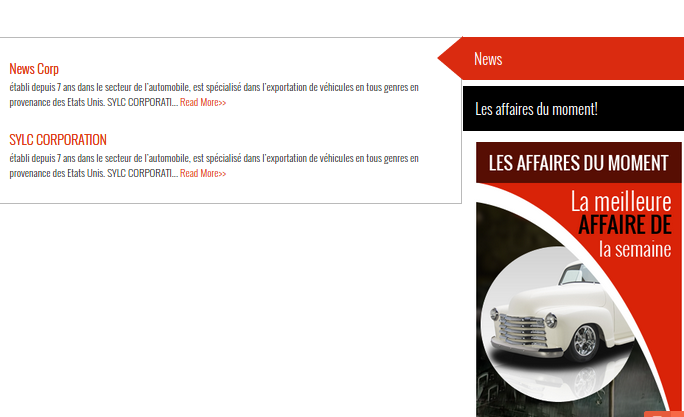 News Corp
établi depuis 7 ans dans le secteur de l'automobile, est spécialisé dans l'exportation de véhicules en tous genres en
provenance des Etats Unis. SYLC CORPORATI... Read More>>
SYLC CORPORATION
établi depuis 7 ans dans le secteur de l'automobile, est spécialisé dans l'exportation de véhicules en tous genres en
provenance des Etats Unis. SYLC CORPORATI... Read More>>
News
Les affaires du moment!
LES AFFAIRES DU MOMENT
La meilleure
AFFAIRE DE
la semaine